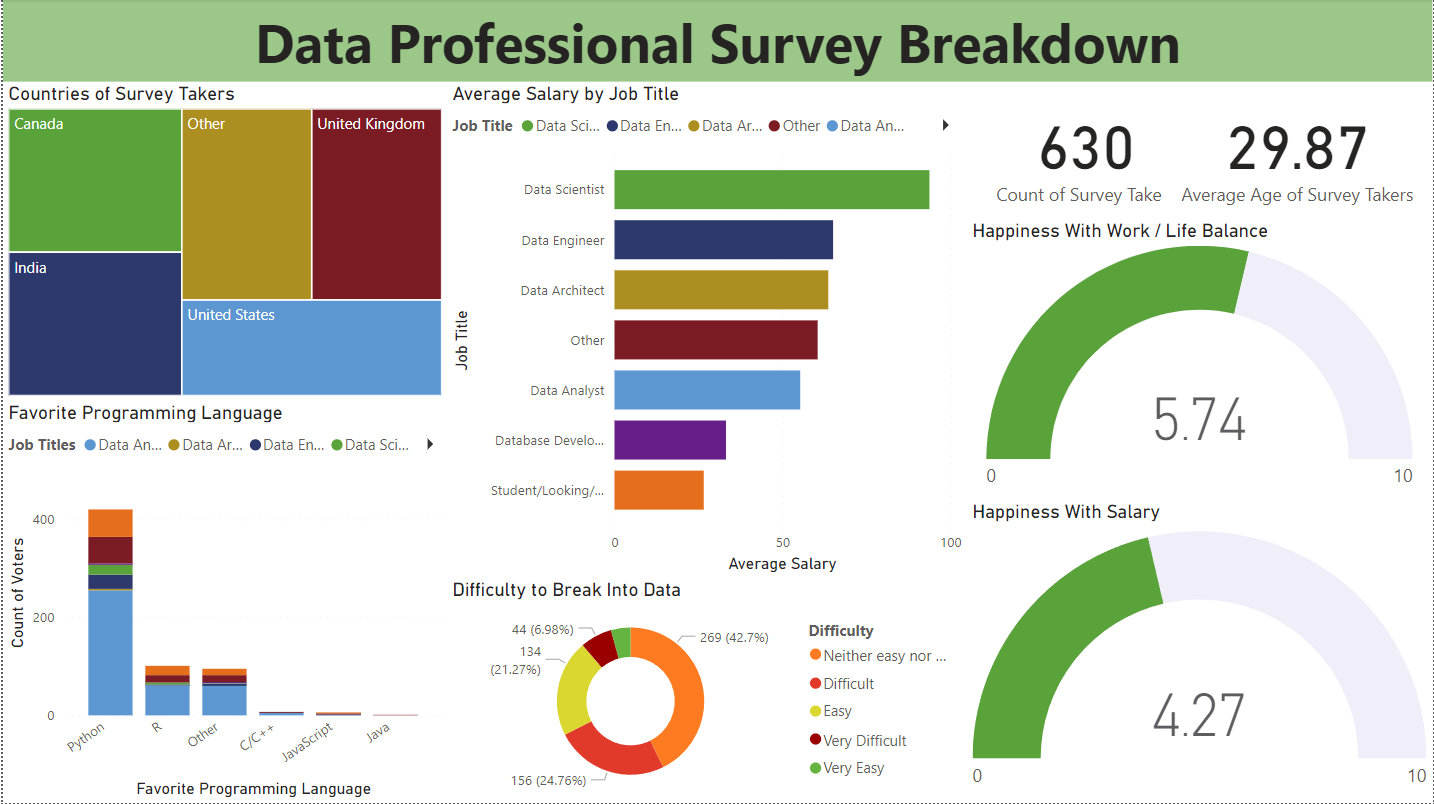 Data Professional Survey Breakdown
Countries of Survey Takers
Canada
Other
United Kingdom
India
United States
Favorite Programming Language
Job Titles
Data An...
Data Ar...
Data En...
Data Sci...
Count of Voters
400
200
0
Python
R
Other
C/C++
JavaScript
Java
Favorite Programming Language
Average Salary by Job Title
Job Title
Data Sci...
Data En...
Data Ar...
Other
Data An...
Job Title
Data Scientist
Data Engineer
Data Architect
Other
Data Analyst
Database Develo...
Student/Looking/...
0
50
100
Average Salary
Difficulty to Break Into Data
44 (6.98%)
134
(21.27%)
269 (42.7%)
156 (24.76%)
Difficulty
Neither easy nor ...
Difficult
Easy
Very Difficult
Very Easy
630
Count of Survey Take
29.87
Average Age of Survey Takers
Happiness With Work / Life Balance
5.74
0
10
Happiness With Salary
4.27
0
10